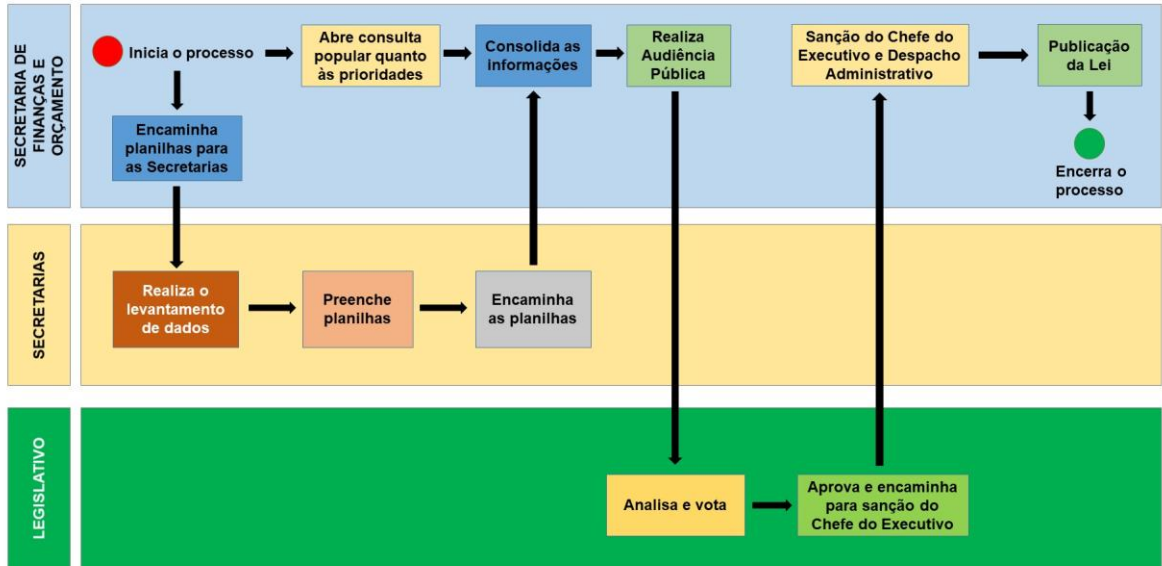 SECRETARIA DE
FINANÇAS E
ORÇAMENTO
Inicia o processo
Abre consulta
popular quanto
às prioridades
Consolida as
informações
Realiza
Audiência
Pública
Sanção do Chefe do
Executivo e Despacho
Administrativo
Publicação
da Lei
Encaminha
planilhas para
as Secretarias
Encerra o
processo
SECRETARIAS
Realiza o
levantamento
de dados
Preenche
planilhas
Encaminha
as planilhas
LEGISLATIVO
Analisa e vota
Aprova e encaminha
para sanção do
Chefe do Executivo